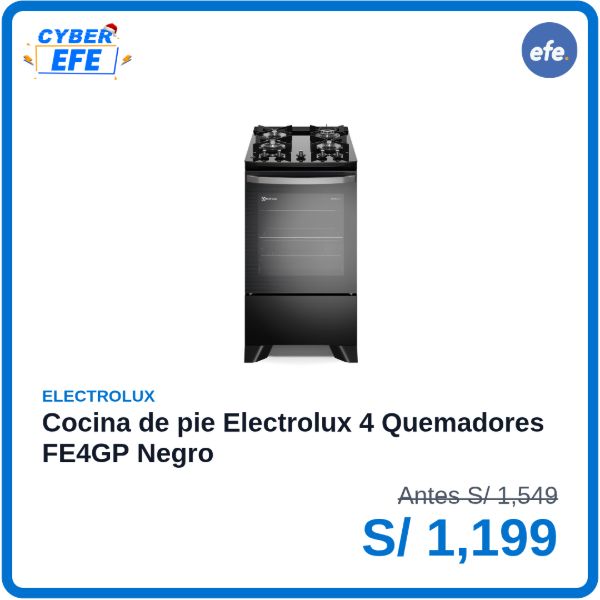 CYBER
EFE
efe.
ELECTROLUX
Cocina de pie Electrolux 4 Quemadores
FE4GP Negro
Antes S/ 1,549
S/ 1,199